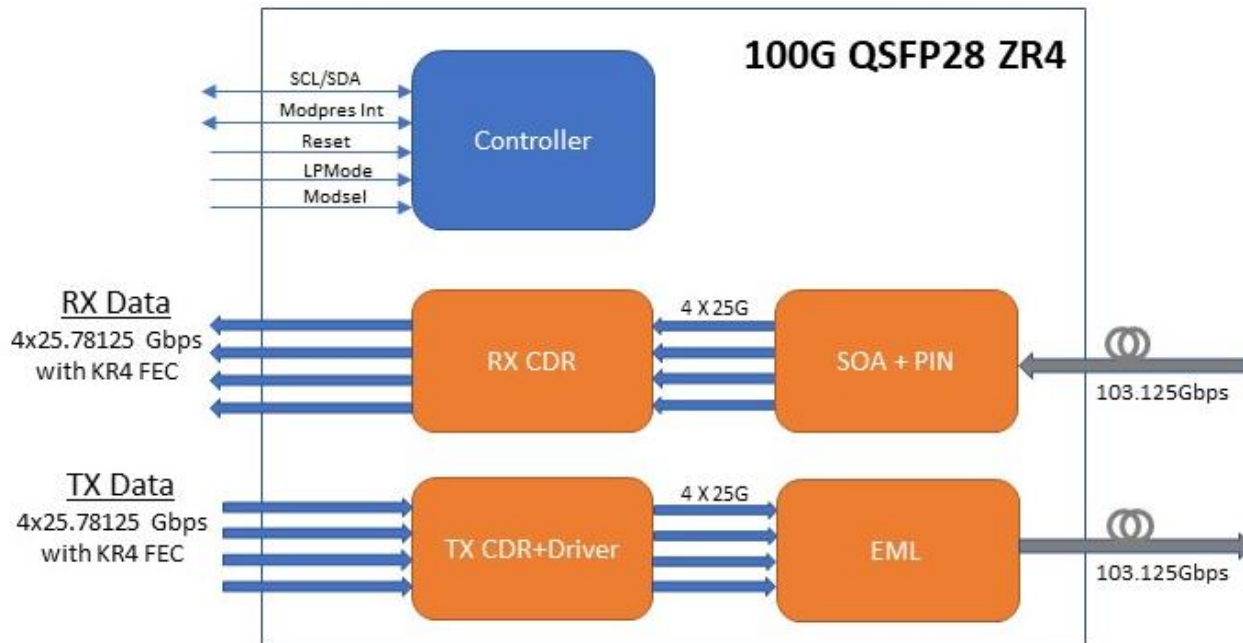 100G QSFP28 ZR4
SCL/SDA
Modpres Int
Reset
LPMode
Modsel
Controller
RX Data
4x25.78125 Gbps
with KR4 FEC
RX CDR
4 X 25G
SOA + PIN
103.125Gbps
TX Data
4x25.78125 Gbps
with KR4 FEC
TX CDR+Driver
4 X 25G
EML
103.125Gbps